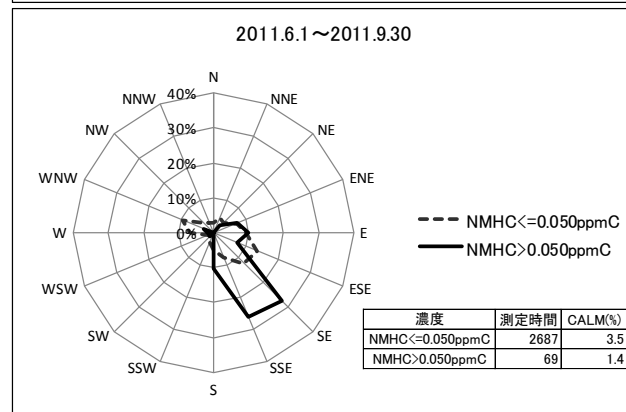 2011.6.1～2011.9.30
N
NNW
NNE
40%
NW
NE
30%
WNW
20%
ENE
10%
W
0%
E
NMHC<=0.050ppmC
NMHC>0.050ppmC
WSW
ESE
SW
SE
SSW
SSE
S
濃度 測定時間 CALM(%)
NMHC<=0.050ppmC 2687 3.5
NMHC>0.050ppmC 69 1.4